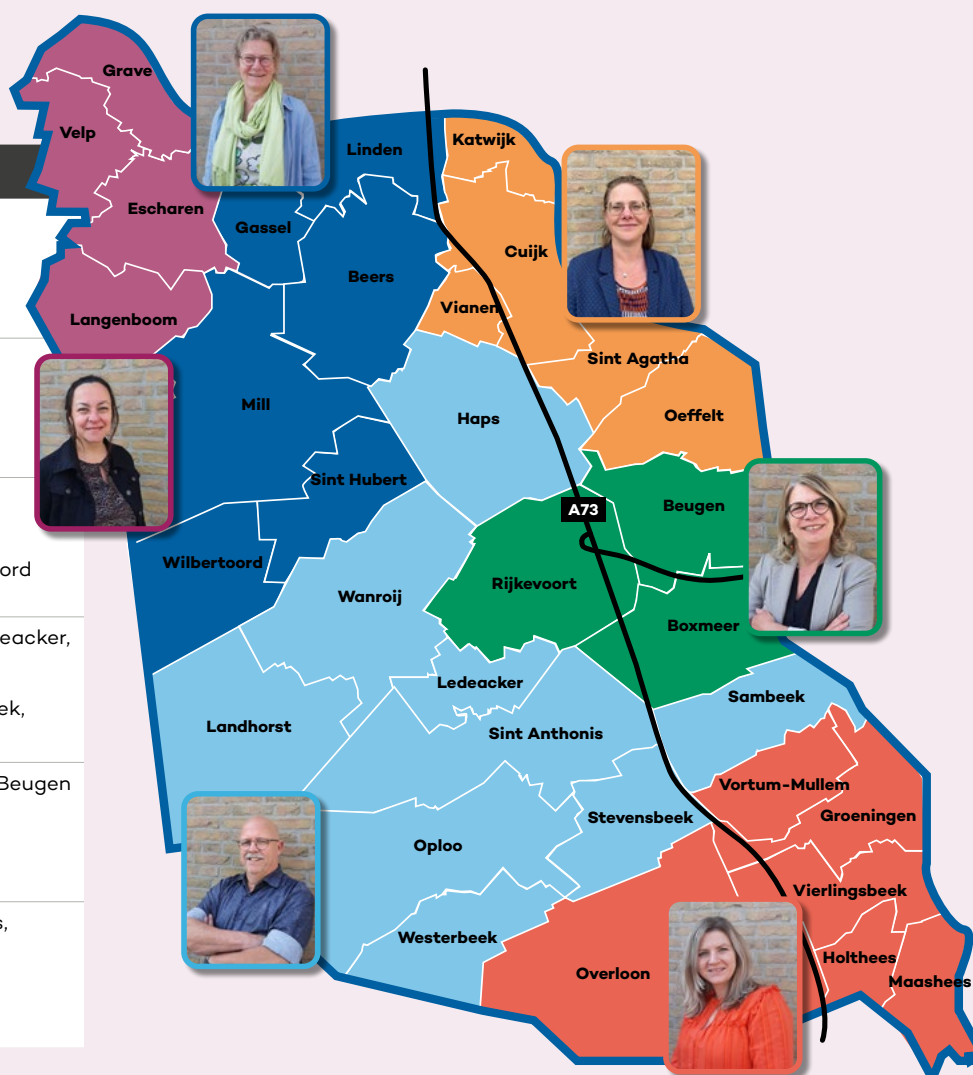 Grave
Velp
Escharen
Langenboom
Linden
Gassel
Beers
Mill
Sint Hubert
Wilbertoord
Katwijk
Cuijk
Vianen
Sint Agatha
Oeffelt
Haps
A73
Beugen
Rijkevoort
Boxmeer
Wanroij
Ledeacker
Landhorst
Sint Anthonis
Sambeek
Stevensbeek
Oploo
Westerbeek
Vortum-Mullem
Groeningen
Vierlingsbeek
Overloon
Holthees
Maashees
ord
eacker,
ek,
Beugen
s,